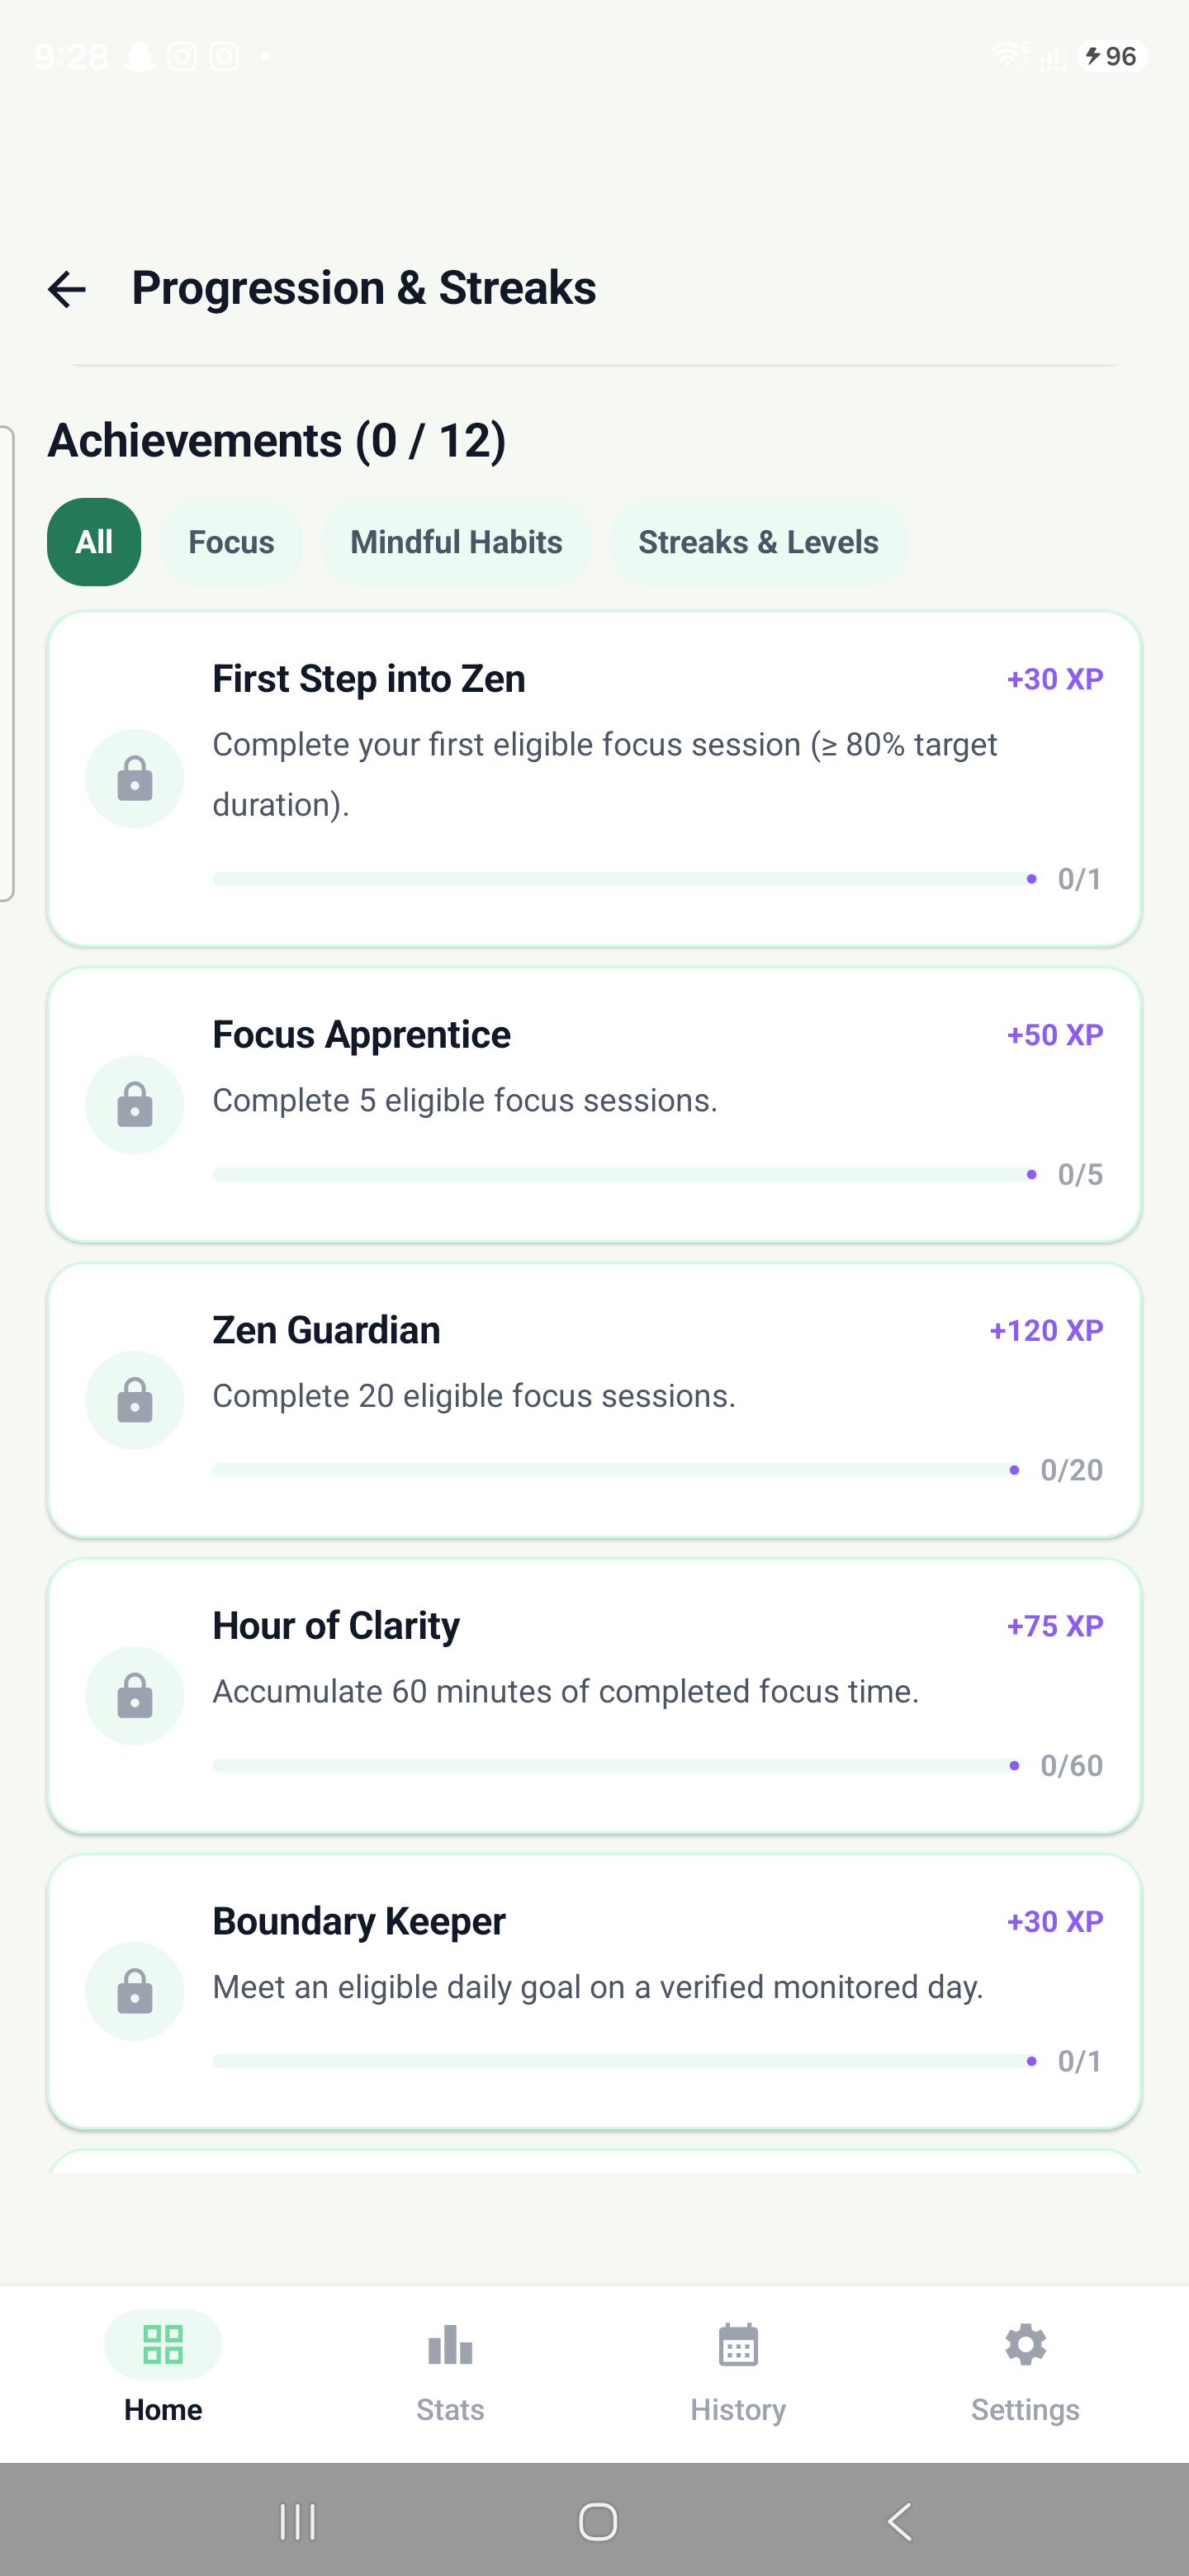 9:28
6
96
Progression & Streaks
Achievements (0 / 12)
All
Focus
Mindful Habits
Streaks & Levels
First Step into Zen
+30 XP
Complete your first eligible focus session (≥ 80% target
duration).
0/1
Focus Apprentice
+50 XP
Complete 5 eligible focus sessions.
0/5
Zen Guardian
+120 XP
Complete 20 eligible focus sessions.
0/20
Hour of Clarity
+75 XP
Accumulate 60 minutes of completed focus time.
0/60
Boundary Keeper
+30 XP
Meet an eligible daily goal on a verified monitored day.
0/1
Home
Stats
History
Settings